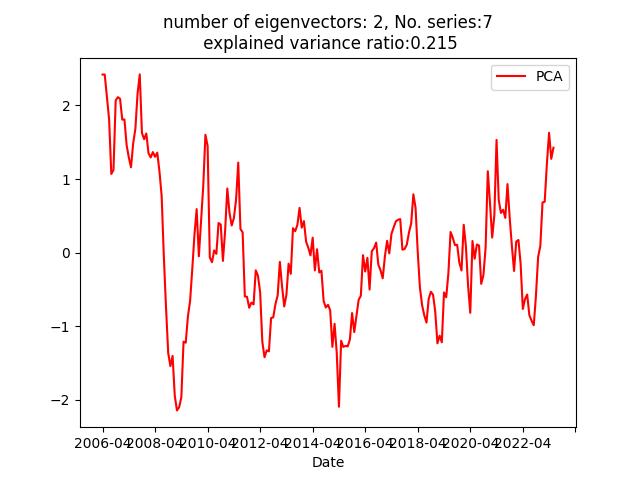 number of eigenvectors: 2, No. series:7
explained variance ratio:0.215
PCA
2
1
0
−1
−2
2006-04 2008-04 2010-04 2012-04 2014-04 2016-04 2018-04 2020-04 2022-04
Date